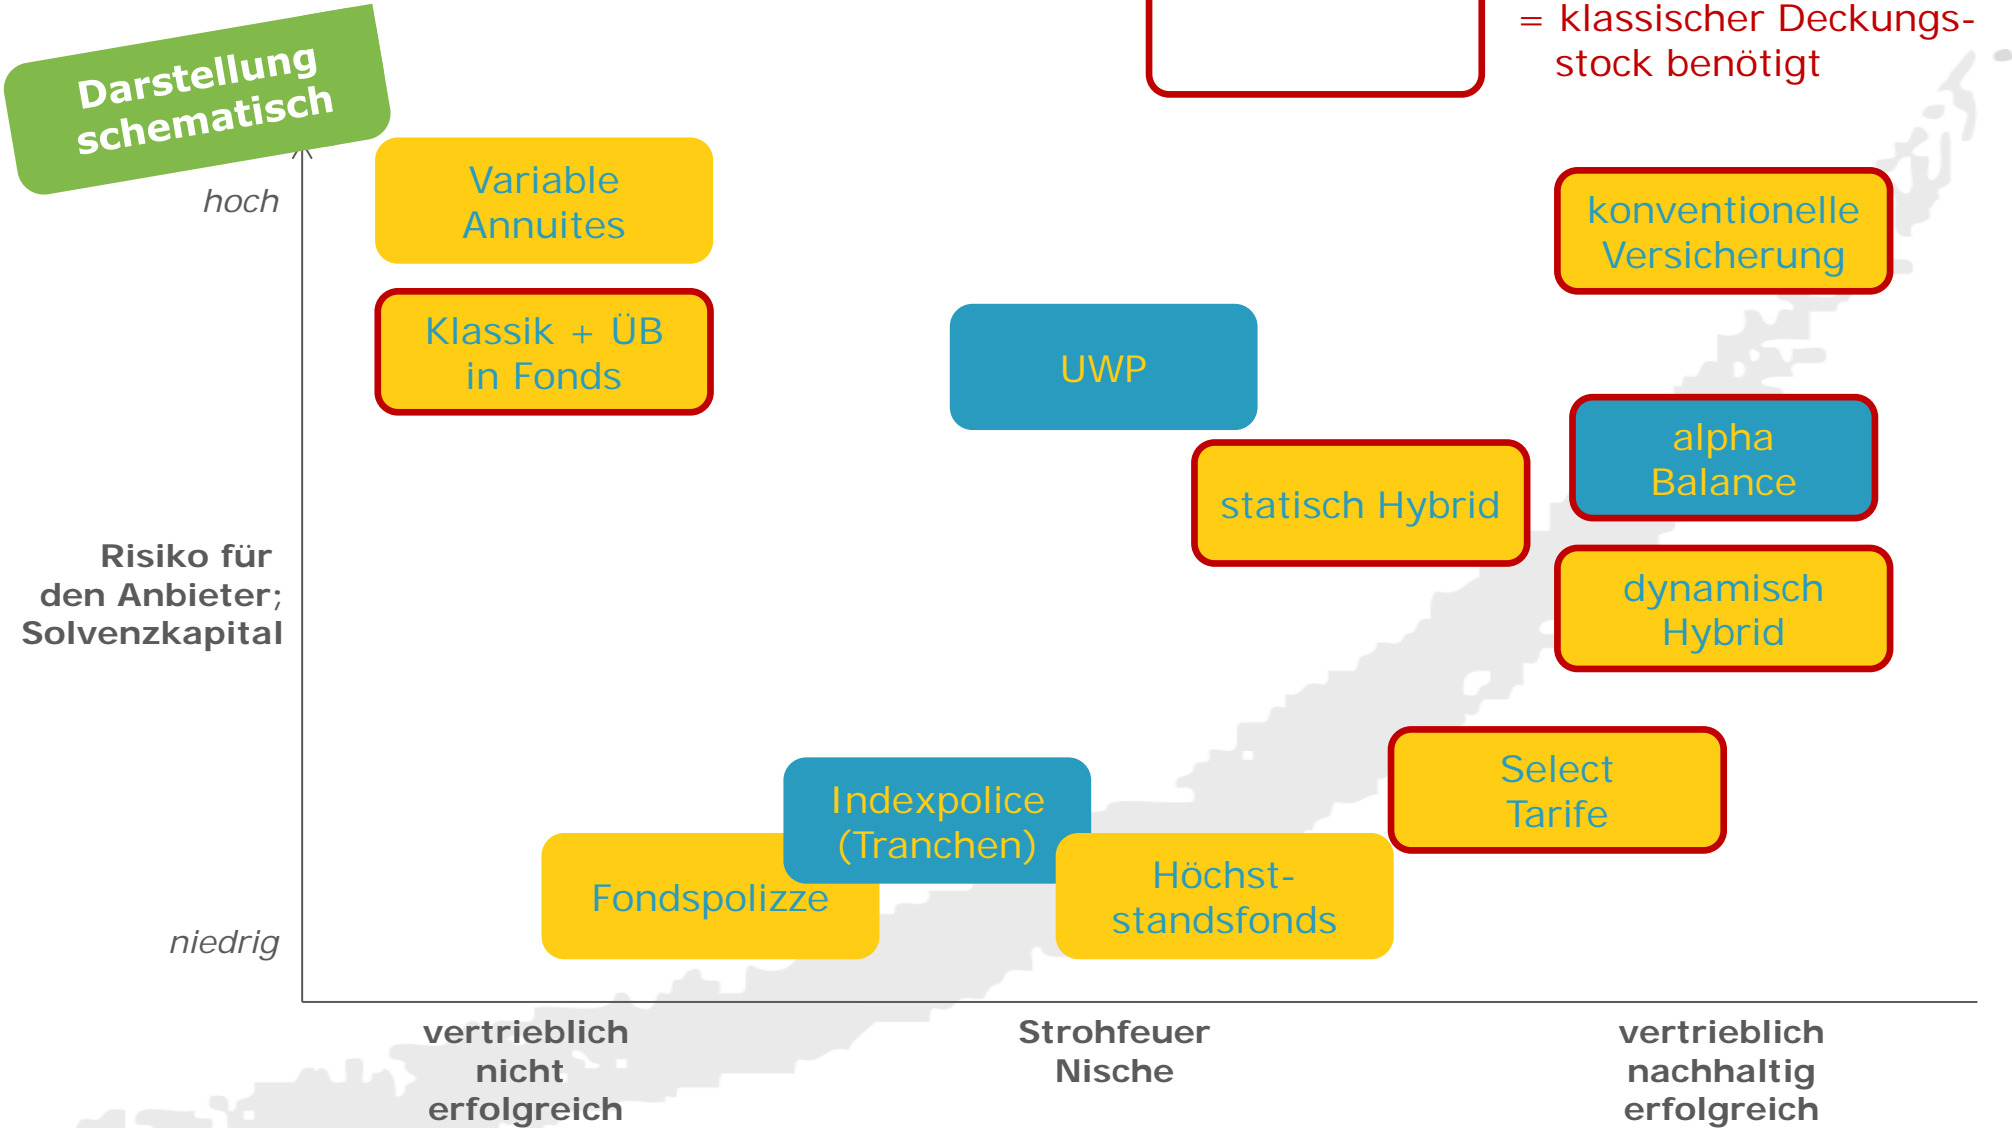 Darstellung
schematisch
= klassischer Deckungs-
stock benötigt
hoch
Variable
Annuites
konventionelle
Versicherung
Klassik + ÜB
in Fonds
UWP
alpha
Balance
statisch Hybrid
Risiko für
den Anbieter;
Solvenzkapital
dynamisch
Hybrid
Select
Tarife
Indexpolice
(Tranchen)
Fondspolizze
Höchst-
standsfonds
niedrig
vertrieblich
nicht
erfolgreich
Strohfeuer
Nische
vertrieblich
nachhaltig
erfolgreich